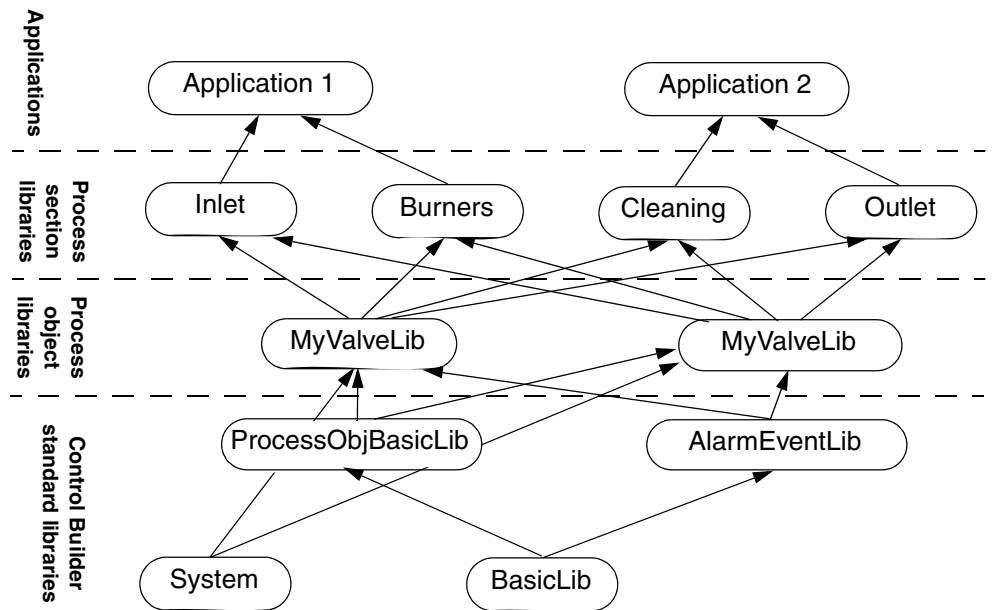 Applications
Application 1
Application 2
Process
section
libraries
Inlet
Burners
Cleaning
Outlet
Process
object
libraries
MyValveLib
MyValveLib
Control Builder
standard libraries
ProcessObjBasicLib
AlarmEventLib
System
BasicLib